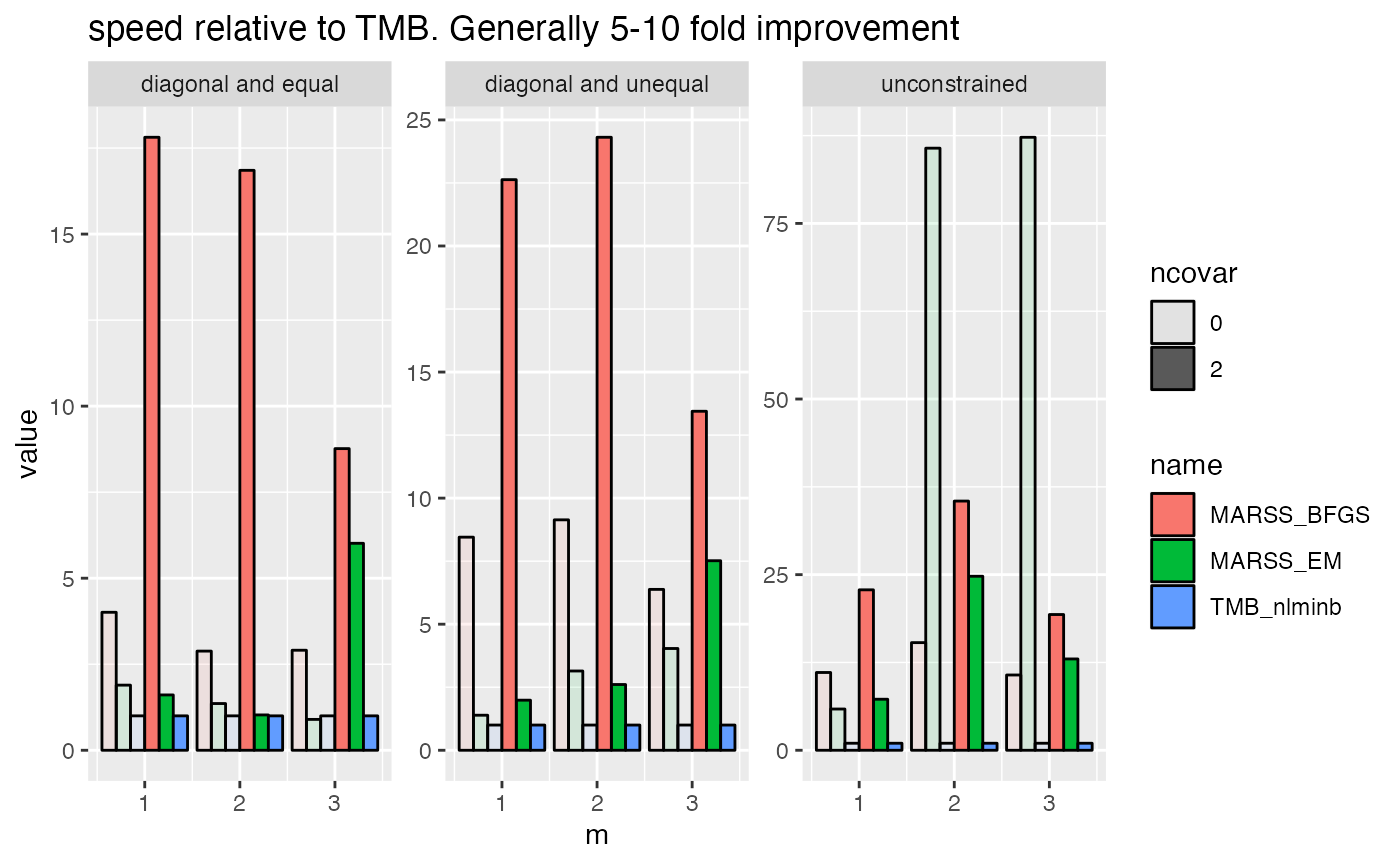 speed relative to TMB. Generally 5-10 fold improvement
diagonal and equal
diagonal and unequal
unconstrained
value
0
5
10
15
0
5
10
15
20
25
0
25
50
75
1 2 3
1 2 3
1 2 3
m
ncovar
0
2
name
MARSS_BFGS
MARSS_EM
TMB_nlminb